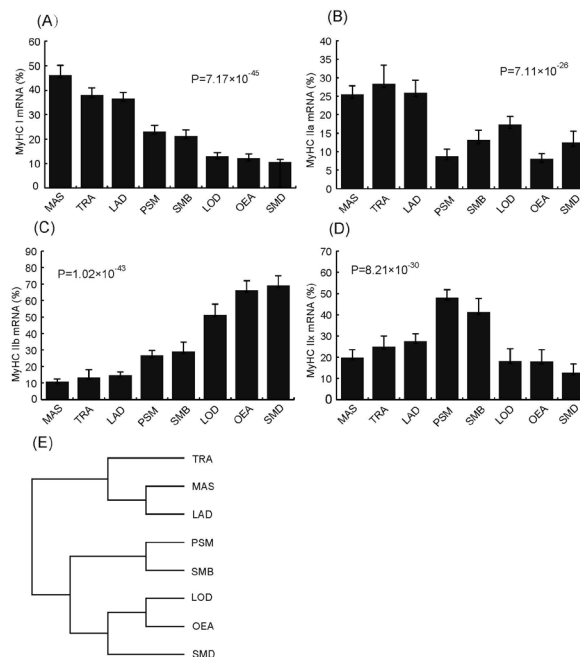 (A)
MyHC I mRNA (%)
60
50
40
30
20
10
0
P=7.17×10⁻⁴⁵
MAS TRA LAD PSM SMB LOD OEA SMD
(B)
MyHC IIa mRNA (%)
40
35
30
25
20
15
10
5
0
P=7.11×10⁻²⁶
MAS TRA LAD PSM SMB LOD OEA SMD
(C)
MyHC IIb mRNA (%)
90
80
70
60
50
40
30
20
10
0
P=1.02×10⁻⁴³
MAS TRA LAD PSM SMB LOD OEA SMD
(D)
MyHC IIx mRNA (%)
70
60
50
40
30
20
10
0
P=8.21×10⁻³⁰
MAS TRA LAD PSM SMB LOD OEA SMD
(E)
TRA
MAS
LAD
PSM
SMB
LOD
OEA
SMD